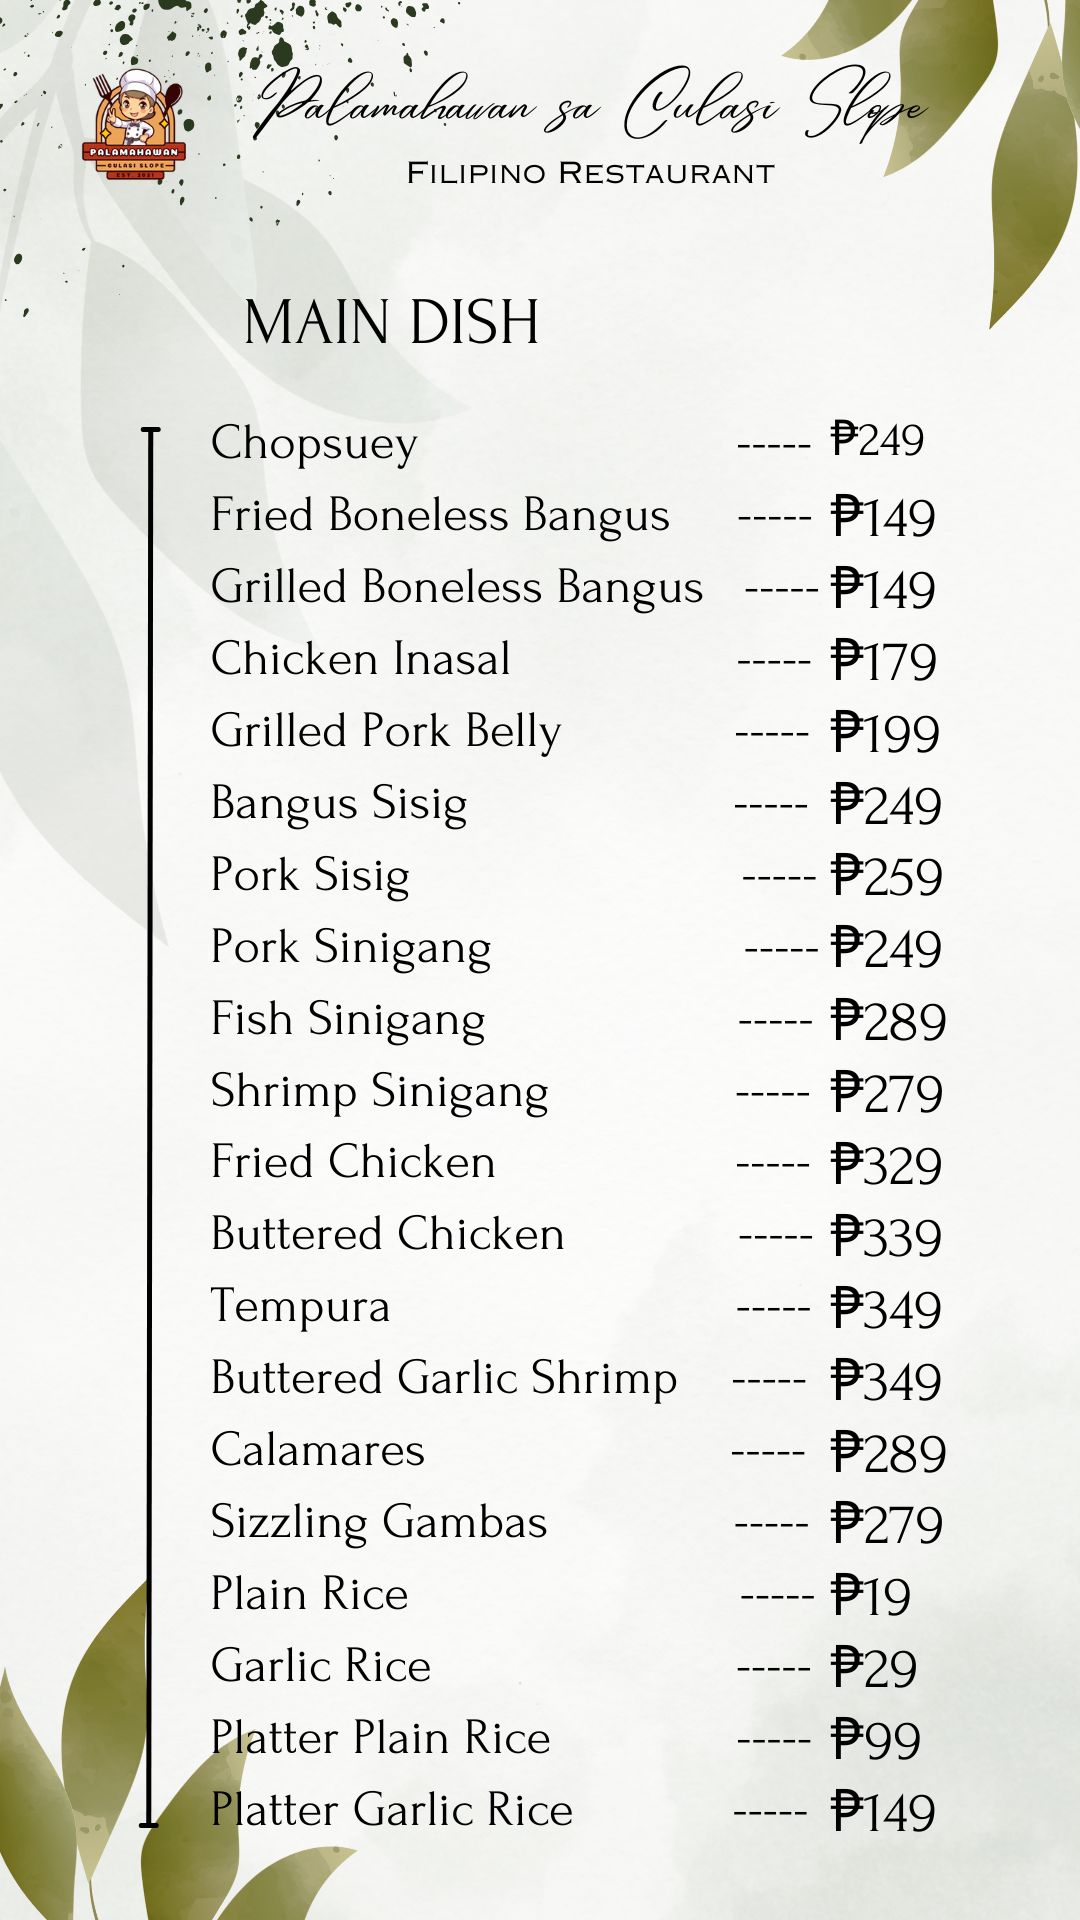 PALAMAHAWAN
CULASI SLOPE
EST. 2021
Palamahawan sa Culasi Slope
FILIPINO RESTAURANT
MAIN DISH
Chopsuey ----- ₱249
Fried Boneless Bangus ----- ₱149
Grilled Boneless Bangus ----- ₱149
Chicken Inasal ----- ₱179
Grilled Pork Belly ----- ₱199
Bangus Sisig ----- ₱249
Pork Sisig ----- ₱259
Pork Sinigang ----- ₱249
Fish Sinigang ----- ₱289
Shrimp Sinigang ----- ₱279
Fried Chicken ----- ₱329
Buttered Chicken ----- ₱339
Tempura ----- ₱349
Buttered Garlic Shrimp ----- ₱349
Calamares ----- ₱289
Sizzling Gambas ----- ₱279
Plain Rice ----- ₱19
Garlic Rice ----- ₱29
Platter Plain Rice ----- ₱99
Platter Garlic Rice ----- ₱149